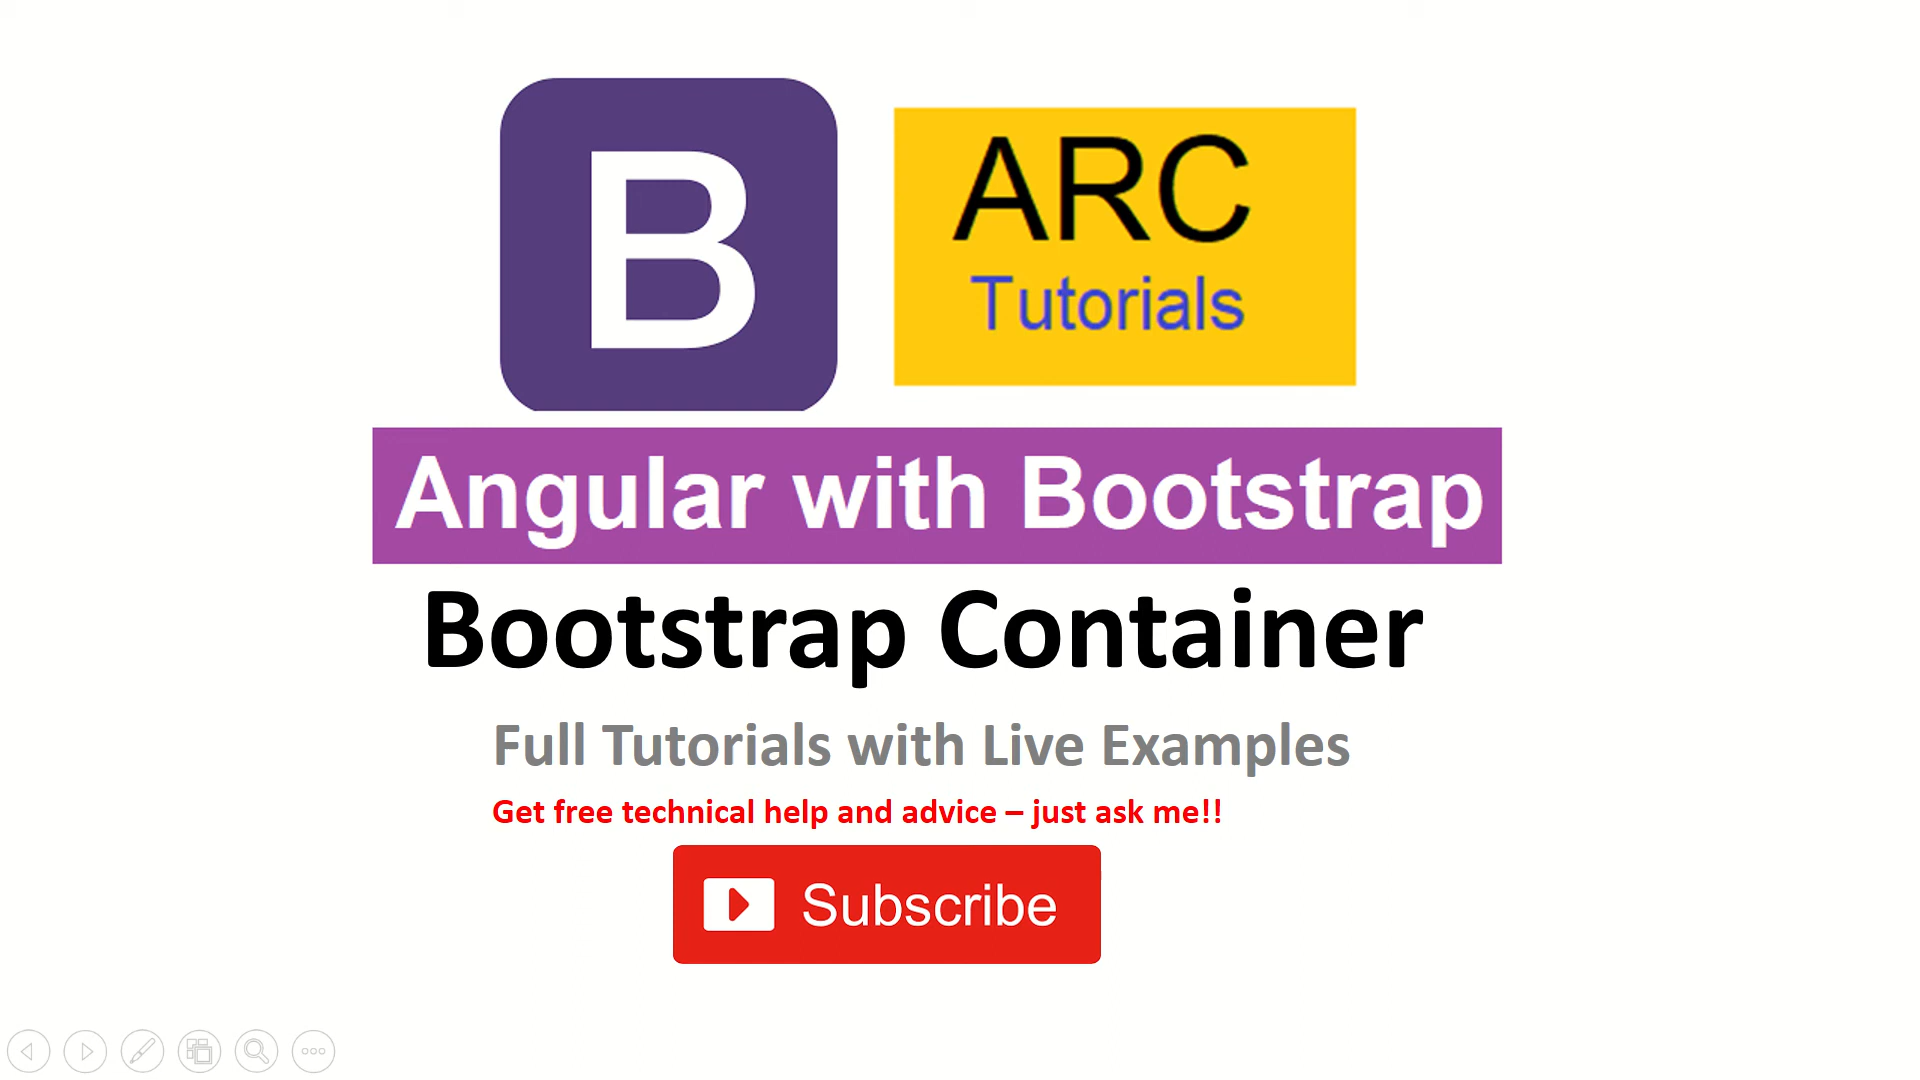 B
ARC
Tutorials
Angular with Bootstrap
Bootstrap Container
Full Tutorials with Live Examples
Get free technical help and advice – just ask me!!
Subscribe